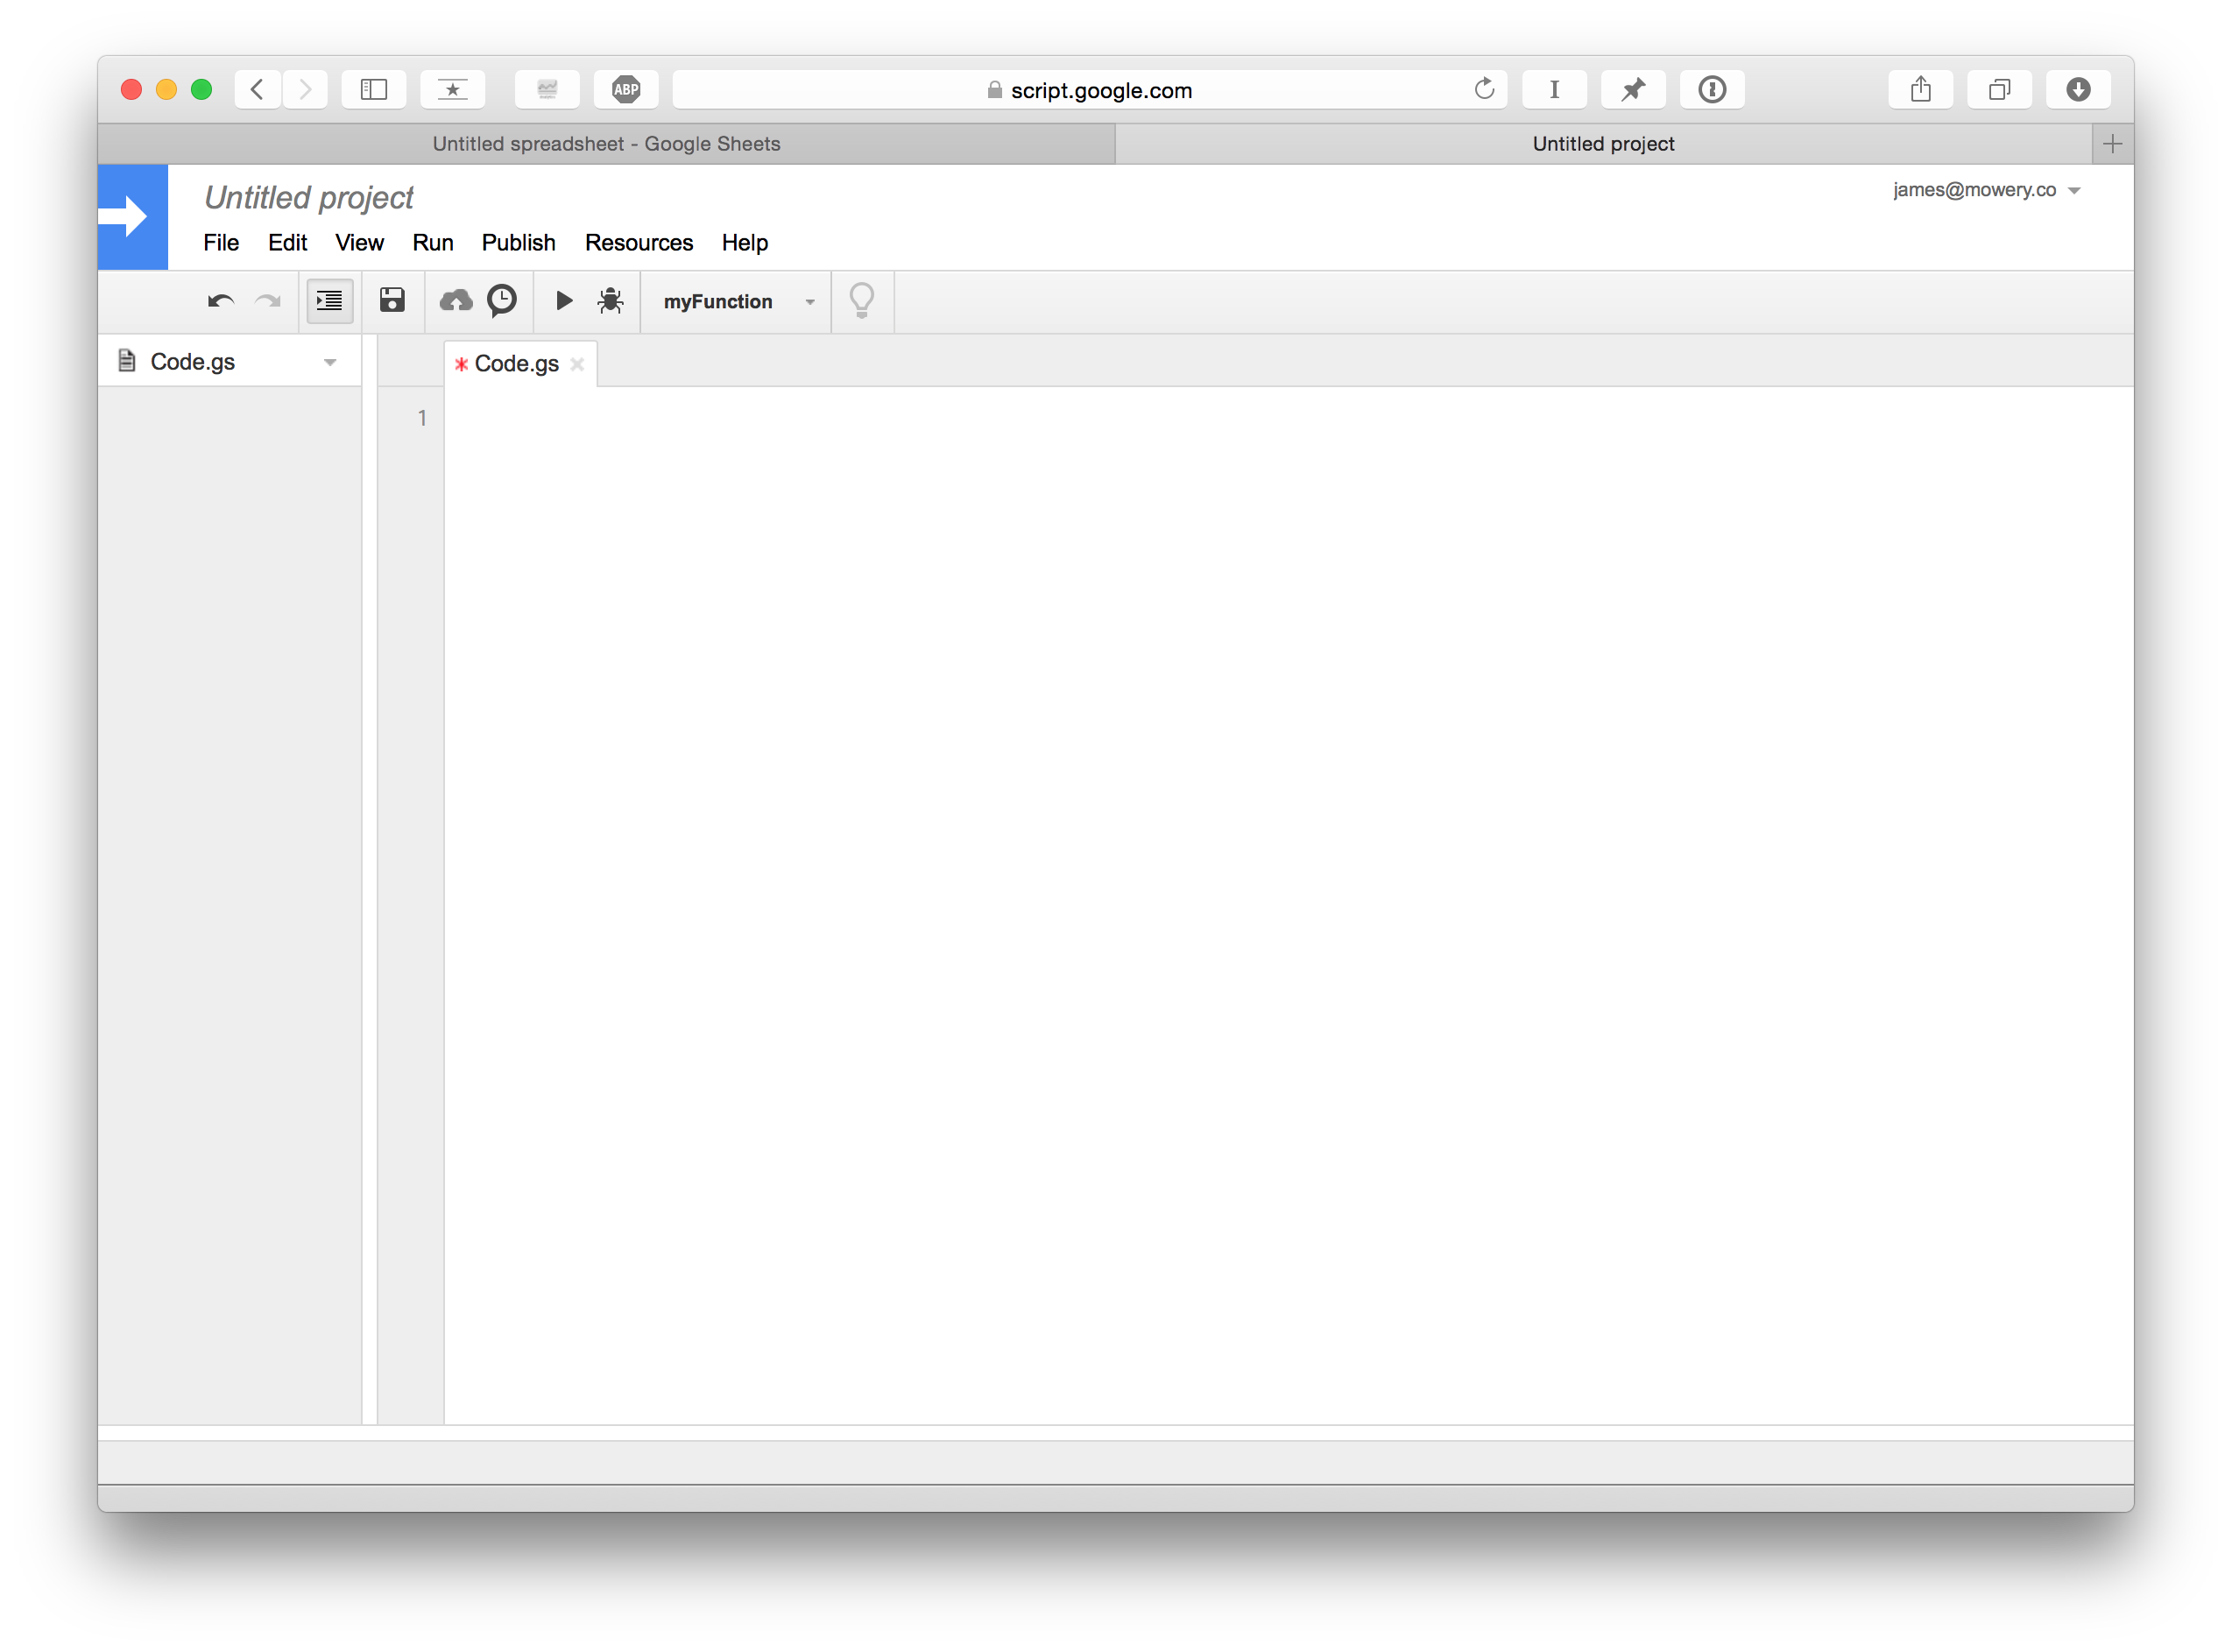 ABP
script.google.com
I
Untitled spreadsheet - Google Sheets
Untitled project
Untitled project
james@mowery.co
File Edit View Run Publish Resources Help
myFunction
Code.gs
* Code.gs
1